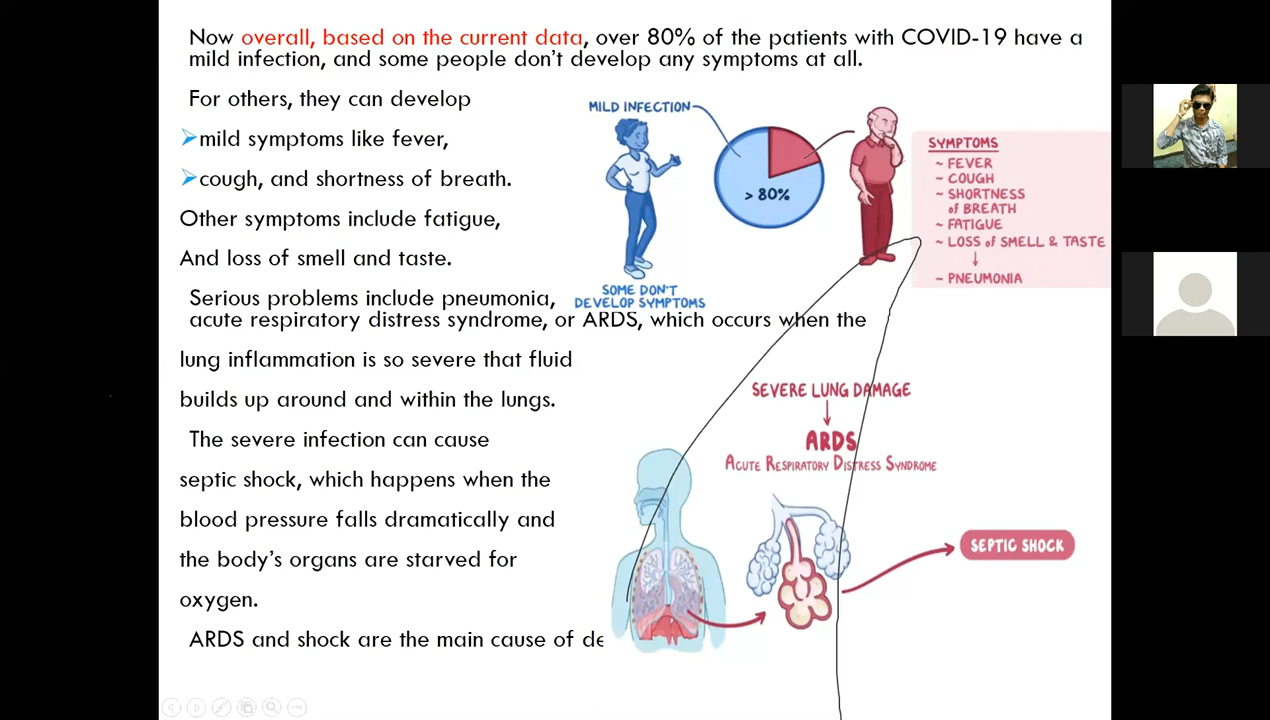 Now overall, based on the current data, over 80% of the patients with COVID-19 have a
mild infection, and some people don't develop any symptoms at all.
For others, they can develop
mild symptoms like fever,
cough, and shortness of breath.
Other symptoms include fatigue,
And loss of smell and taste.
Serious problems include pneumonia,
acute respiratory distress syndrome, or ARDS, which occurs when the
lung inflammation is so severe that fluid
builds up around and within the lungs.
The severe infection can cause
septic shock, which happens when the
blood pressure falls dramatically and
the body's organs are starved for
oxygen.
ARDS and shock are the main cause of de
MILD INFECTION
> 80%
SOME DON'T
DEVELOP SYMPTOMS
SYMPTOMS
~ FEVER
~ COUGH
~ SHORTNESS
of BREATH
~ FATIGUE
~ LOSS of SMELL & TASTE
~ PNEUMONIA
SEVERE LUNG DAMAGE
ARDS
ACUTE RESPIRATORY DISTRESS SYNDROME
SEPTIC SHOCK